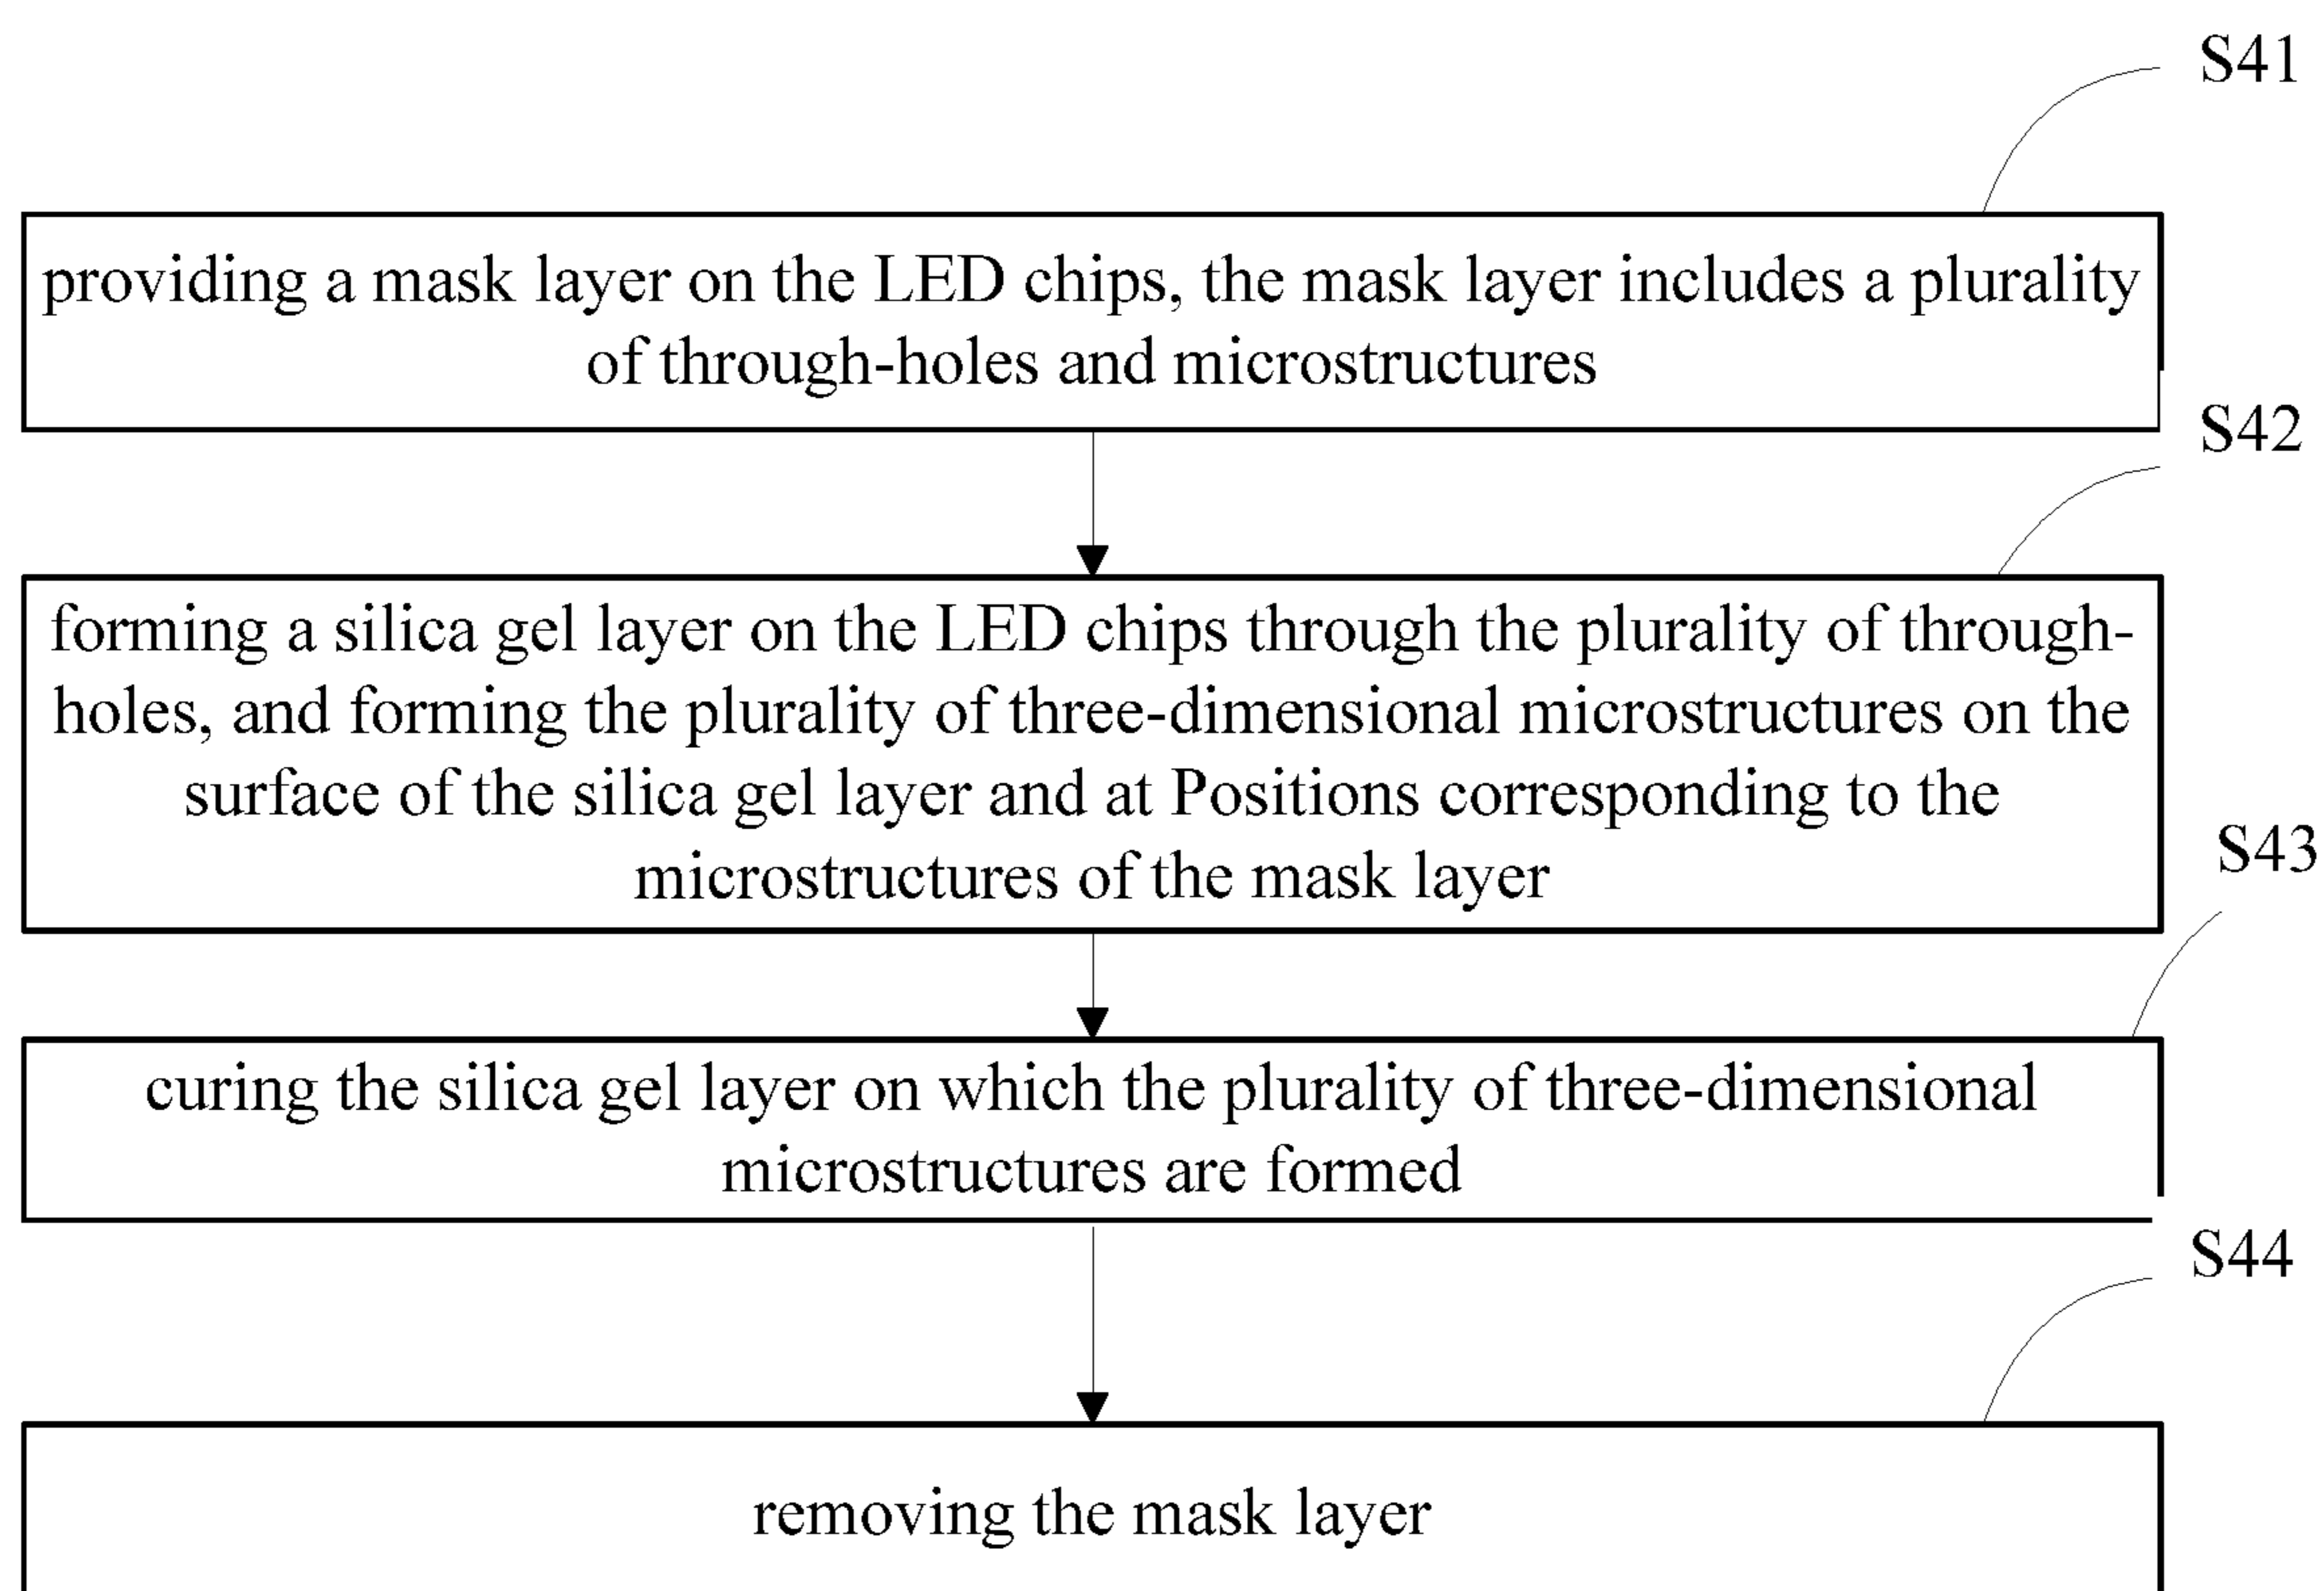 S41
providing a mask layer on the LED chips, the mask layer includes a plurality
of through-holes and microstructures
S42
forming a silica gel layer on the LED chips through the plurality of through-
holes, and forming the plurality of three-dimensional microstructures on the
surface of the silica gel layer and at Positions corresponding to the
microstructures of the mask layer
S43
curing the silica gel layer on which the plurality of three-dimensional
microstructures are formed
S44
removing the mask layer